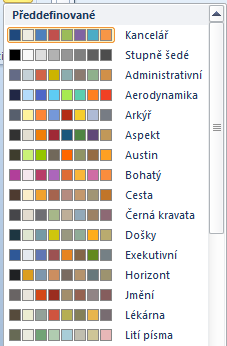 Předdefinované
Kancelář
Stupně šedé
Administrativní
Aerodynamika
Arkýř
Aspekt
Austin
Bohatý
Cesta
Černá kravata
Došky
Exekutivní
Horizont
Jmění
Lékárna
Lití písma